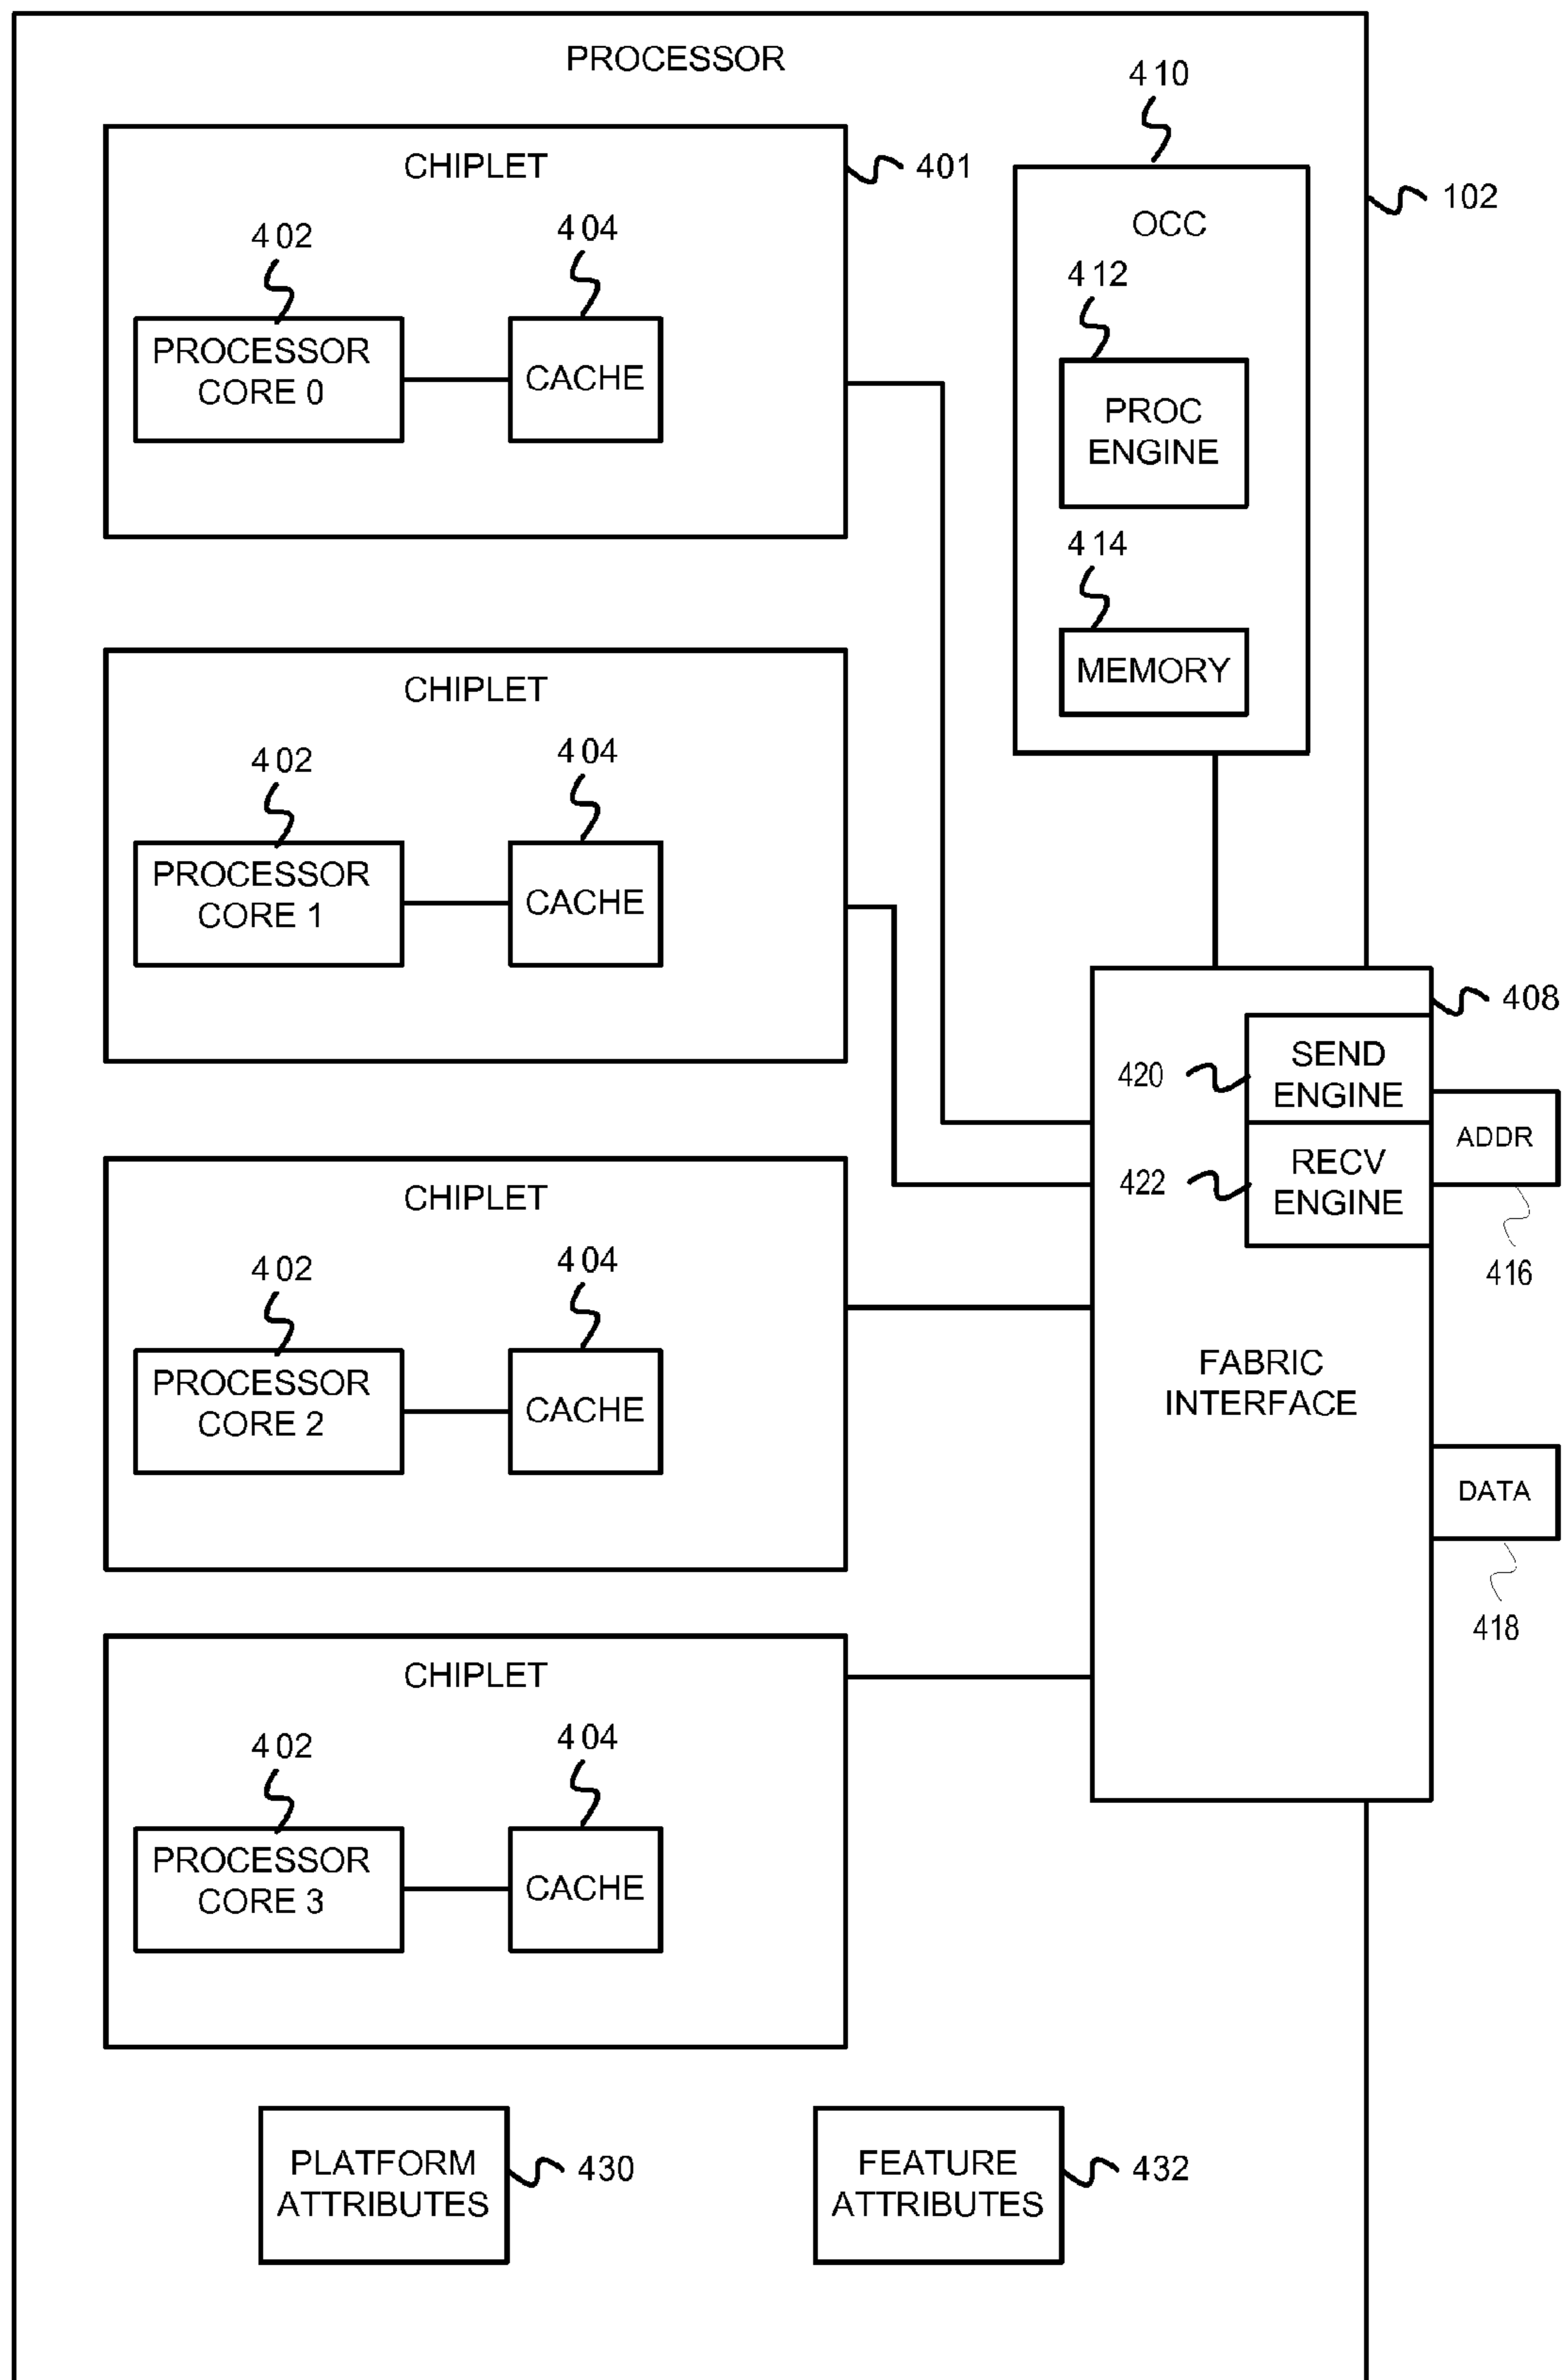 PROCESSOR
410
CHIPLET
401
102
402
404
OCC
412
PROCESSOR
CORE 0
CACHE
PROC
ENGINE
414
MEMORY
CHIPLET
402
404
PROCESSOR
CORE 1
CACHE
408
SEND
ENGINE
420
ADDR
RECV
ENGINE
422
416
CHIPLET
402
404
PROCESSOR
CORE 2
CACHE
FABRIC
INTERFACE
DATA
418
CHIPLET
402
404
PROCESSOR
CORE 3
CACHE
PLATFORM
ATTRIBUTES
430
FEATURE
ATTRIBUTES
432